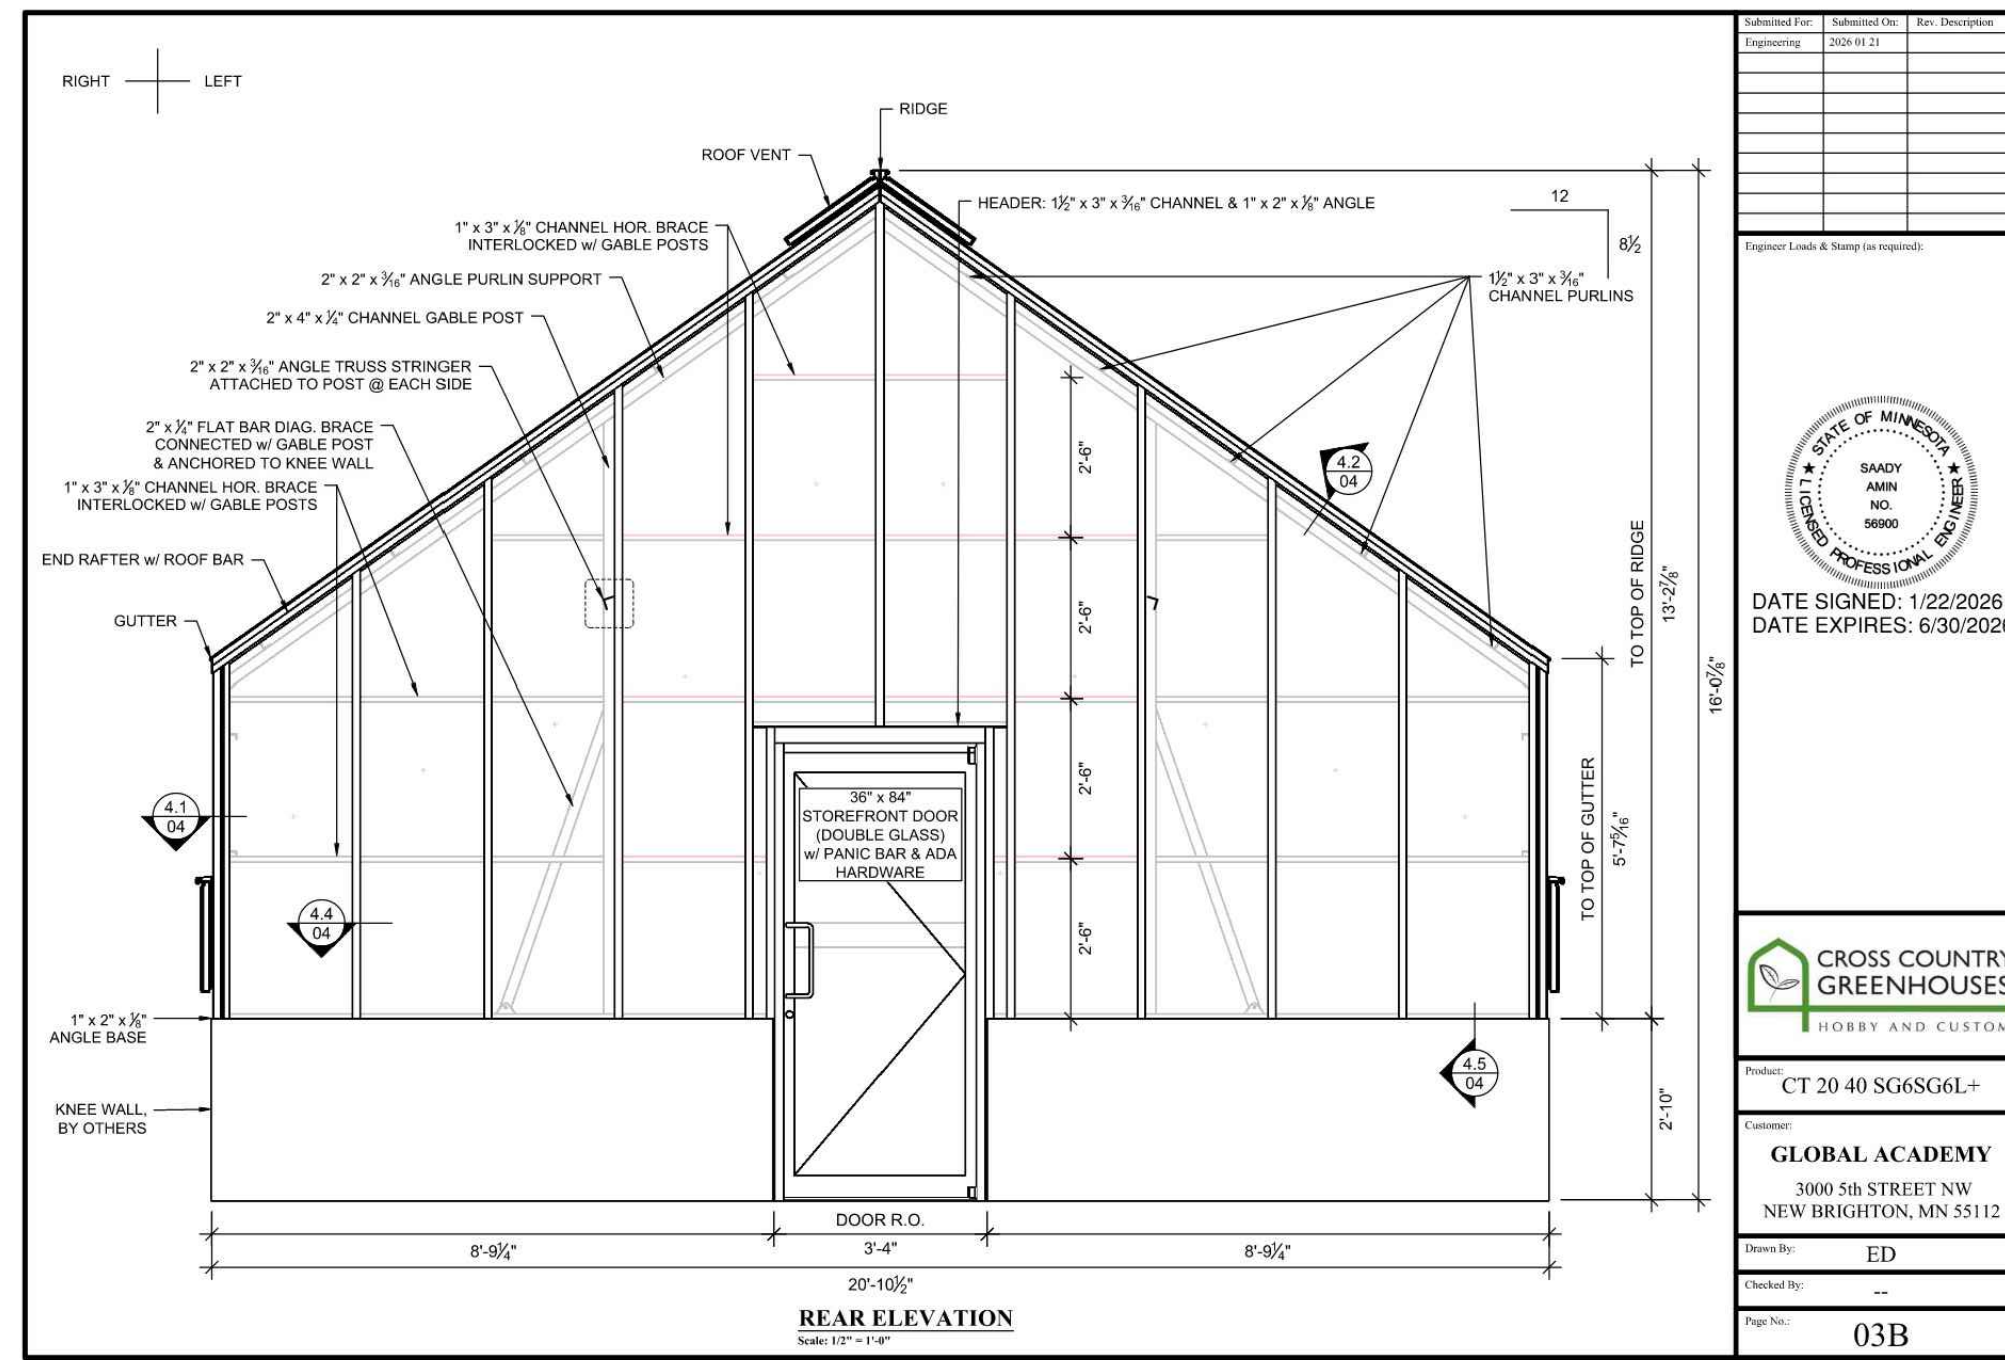 RIGHT
LEFT
RIDGE
ROOF VENT
HEADER: 1½" x 3" x 3⁄16" CHANNEL & 1" x 2" x ⅛" ANGLE
12
8½
1" x 3" x ⅛" CHANNEL HOR. BRACE
INTERLOCKED w/ GABLE POSTS
2" x 2" x 3⁄16" ANGLE PURLIN SUPPORT
1½" x 3" x 3⁄16"
CHANNEL PURLINS
2" x 4" x ¼" CHANNEL GABLE POST
2" x 2" x 3⁄16" ANGLE TRUSS STRINGER
ATTACHED TO POST @ EACH SIDE
2" x ¼" FLAT BAR DIAG. BRACE
CONNECTED w/ GABLE POST
& ANCHORED TO KNEE WALL
1" x 3" x ⅛" CHANNEL HOR. BRACE
INTERLOCKED w/ GABLE POSTS
END RAFTER w/ ROOF BAR
GUTTER
4.2
04
2'-6"
2'-6"
2'-6"
2'-6"
TO TOP OF RIDGE
13'-2⅞"
16'-0⅞"
TO TOP OF GUTTER
5'-7 5⁄16"
2'-10"
4.1
04
4.4
04
36" x 84"
STOREFRONT DOOR
(DOUBLE GLASS)
w/ PANIC BAR & ADA
HARDWARE
1" x 2" x ⅛"
ANGLE BASE
4.5
04
KNEE WALL,
BY OTHERS
DOOR R.O.
8'-9¼"
3'-4"
8'-9¼"
20'-10½"
REAR ELEVATION
Scale: 1/2" = 1'-0"
Submitted For: Submitted On: Rev. Description
Engineering 2026 01 21
Engineer Loads & Stamp (as required):
STATE OF MINNESOTA
SAADY
AMIN
NO.
56900
LICENSED PROFESSIONAL ENGINEER
DATE SIGNED: 1/22/2026
DATE EXPIRES: 6/30/2026
CROSS COUNTRY
GREENHOUSES
HOBBY AND CUSTOM
Product:
CT 20 40 SG6SG6L+
Customer:
GLOBAL ACADEMY
3000 5th STREET NW
NEW BRIGHTON, MN 55112
Drawn By: ED
Checked By: --
Page No.: 03B